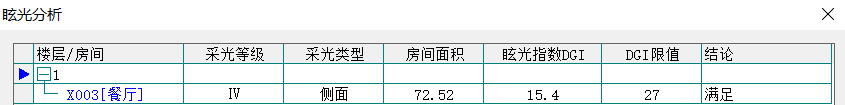 眩光分析
楼层/房间 采光等级 采光类型 房间面积 眩光指数DGI DGI限值 结论
1
X003[餐厅] Ⅳ 侧面 72.52 15.4 27 满足